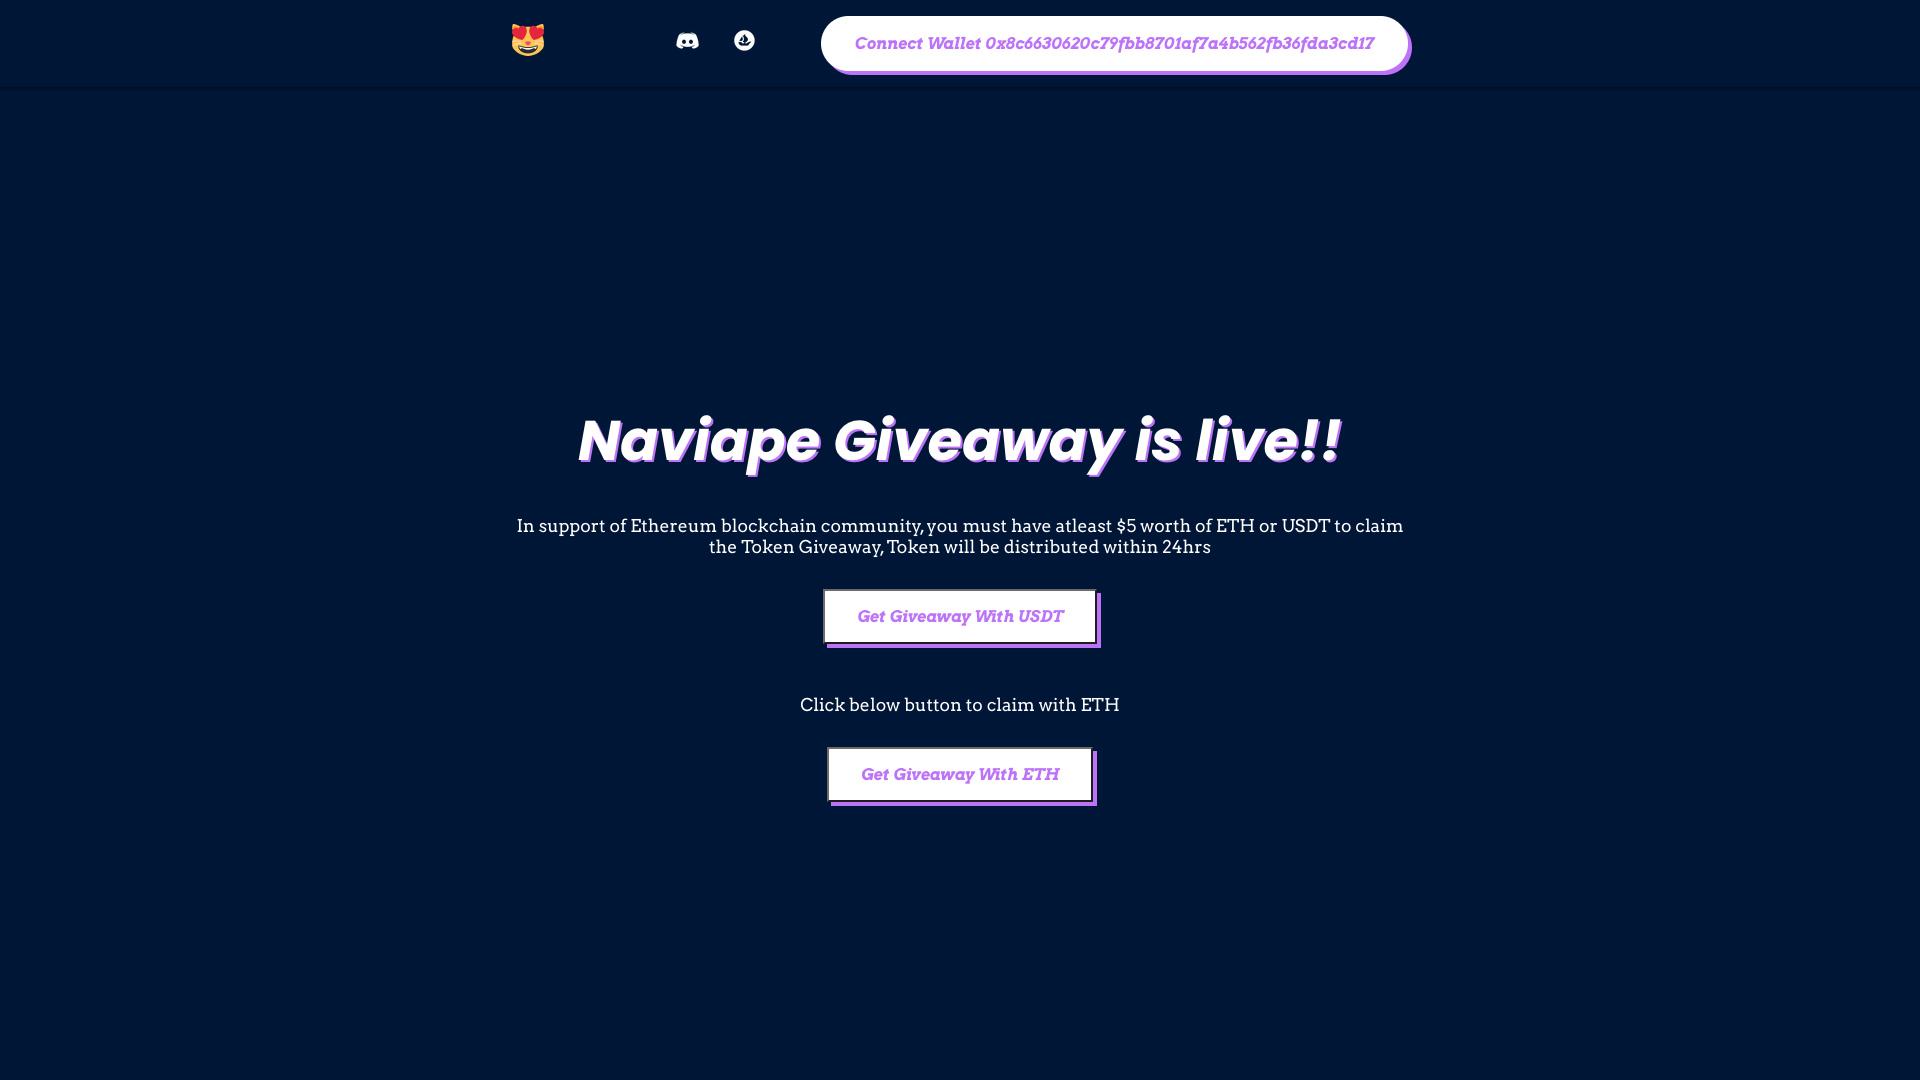 Connect Wallet 0x8c6630620c79fbb8701af7a4b562fb36fda3cd17
Naviape Giveaway is live!!
In support of Ethereum blockchain community, you must have atleast $5 worth of ETH or USDT to claim
the Token Giveaway, Token will be distributed within 24hrs
Get Giveaway With USDT
Click below button to claim with ETH
Get Giveaway With ETH